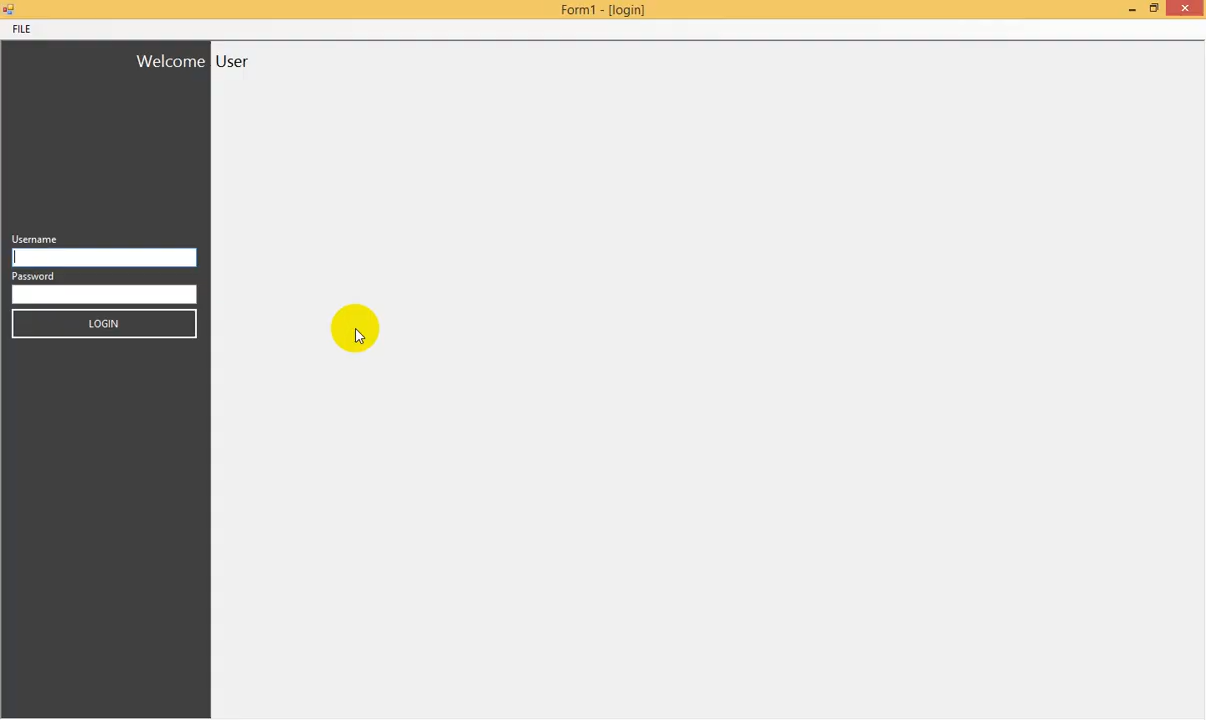 Form1 - [login]
FILE
Welcome User
Username
Password
LOGIN